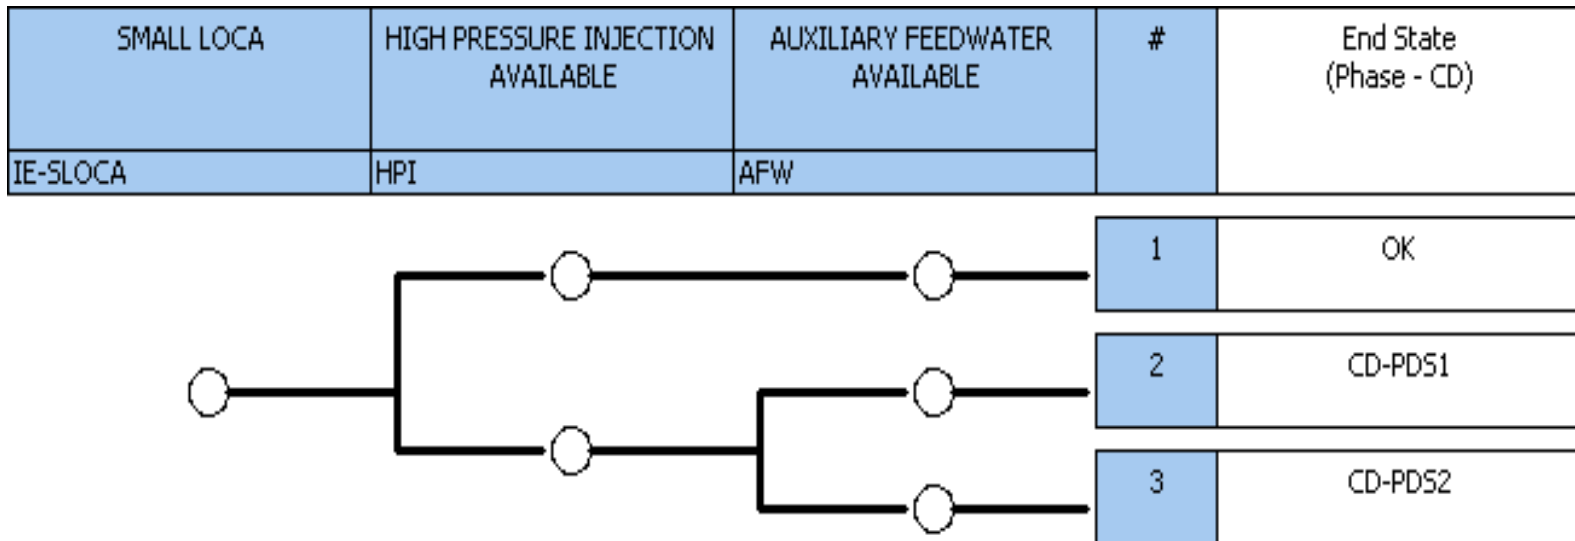 SMALL LOCA
HIGH PRESSURE INJECTION
AVAILABLE
AUXILIARY FEEDWATER
AVAILABLE
#
End State
(Phase - CD)
IE-SLOCA
HPI
AFW
1
OK
2
CD-PDS1
3
CD-PDS2